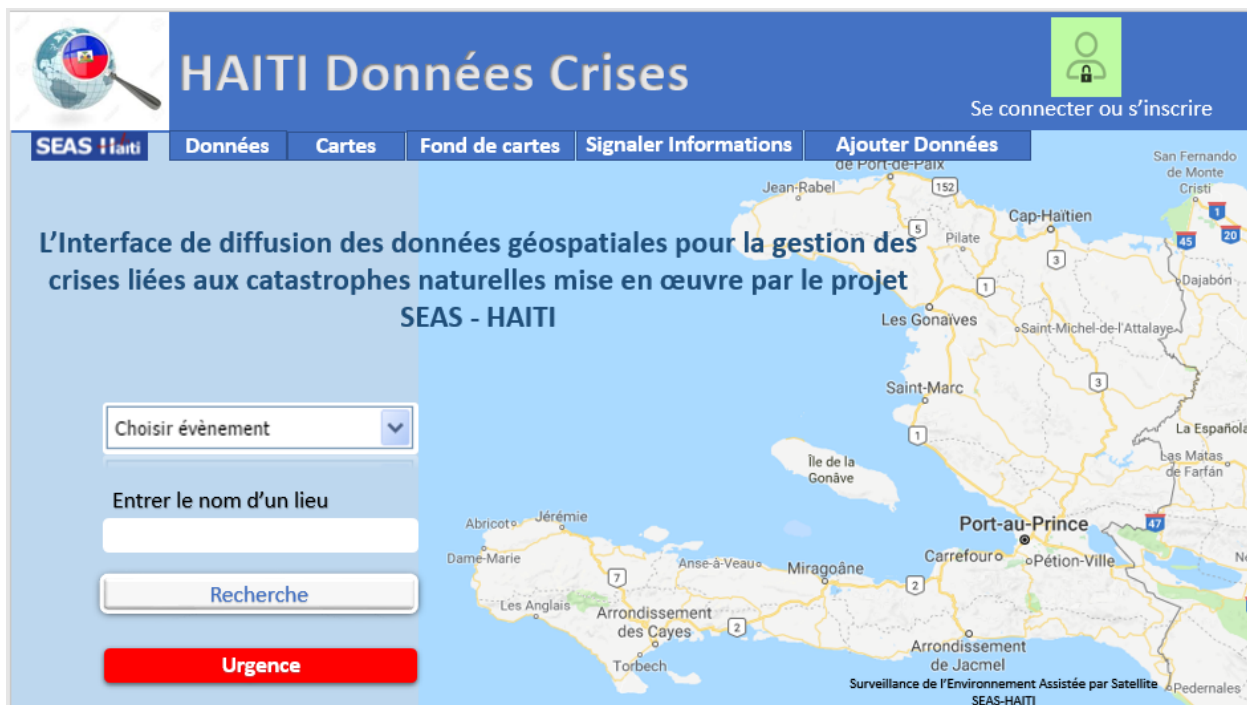 HAITI Données Crises
Se connecter ou s'inscrire
SEAS Haiti
Données
Cartes
Fond de cartes
Signaler Informations
Ajouter Données
L'Interface de diffusion des données géospatiales pour la gestion des
crises liées aux catastrophes naturelles mise en œuvre par le projet
SEAS - HAITI
Choisir évènement
Entrer le nom d'un lieu
Recherche
Urgence
de Port-de-Paix
Jean-Rabel
152
San Fernando
de Monte
Cristi
1
Cap-Haïtien
5
Pilate
45
20
3
Dajabón
1
Les Gonaïves
Saint-Michel-de-l'Attalaye
Saint-Marc
3
1
La Española
Île de la
Gonâve
Las Matas
de Farfán
Abricot
Jérémie
Port-au-Prince
47
Dame-Marie
Anse-à-Veau
Miragoâne
Carrefour
Pétion-Ville
7
2
Les Anglais
Arrondissement
des Cayes
2
Torbech
Arrondissement
de Jacmel
Surveillance de l'Environnement Assistée par Satellite
SEAS-HAITI
Pedernales